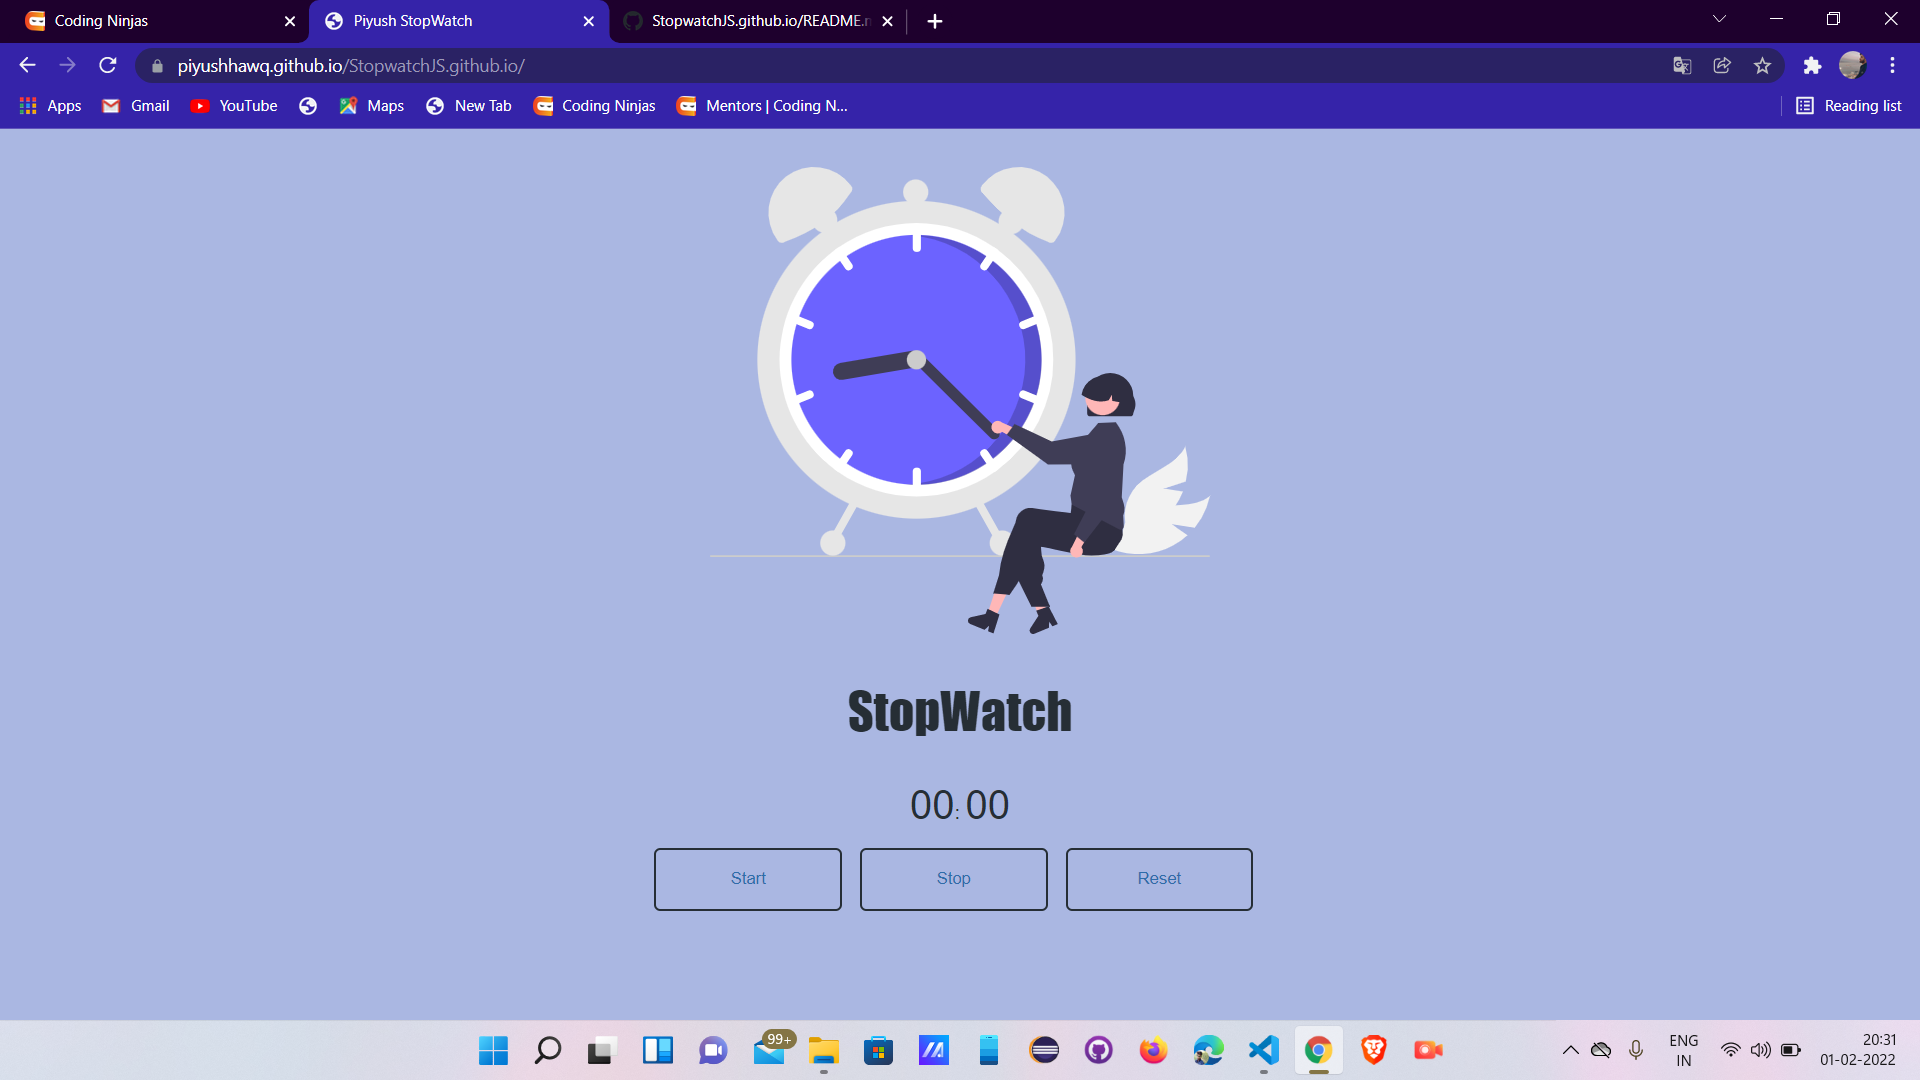 Coding Ninjas
Piyush StopWatch
StopwatchJS.github.io/README.m
piyushhawq.github.io/StopwatchJS.github.io/
Apps
Gmail
YouTube
Maps
New Tab
Coding Ninjas
Mentors | Coding N...
Reading list
StopWatch
00:00
Start
Stop
Reset
99+
ENG
IN
20:31
01-02-2022